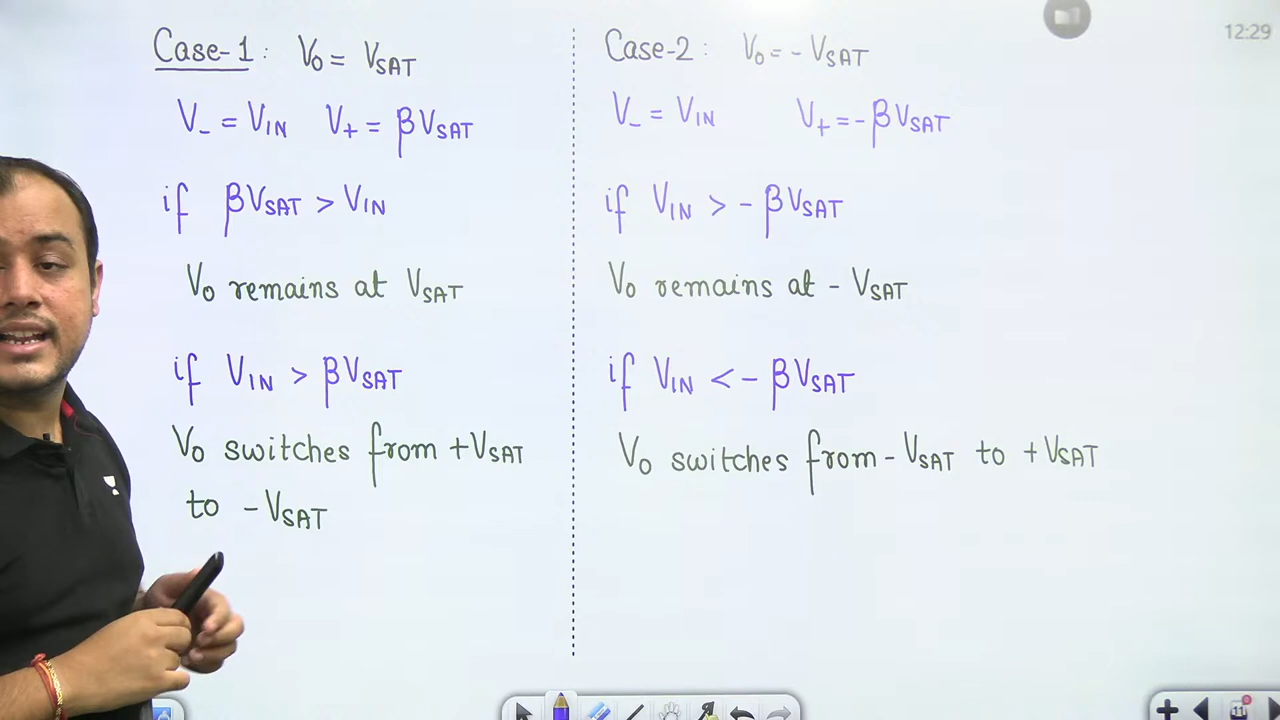 Case-1: V₀ = VSAT
V₋ = VIN V₊ = βVSAT
if βVSAT > VIN
V₀ remains at VSAT
if VIN > βVSAT
V₀ switches from +VSAT
to -VSAT
Case-2: V₀ = - VSAT
V₋ = VIN V₊ = - βVSAT
if VIN > - βVSAT
V₀ remains at - VSAT
if VIN < - βVSAT
V₀ switches from - VSAT to + VSAT
12:29
11